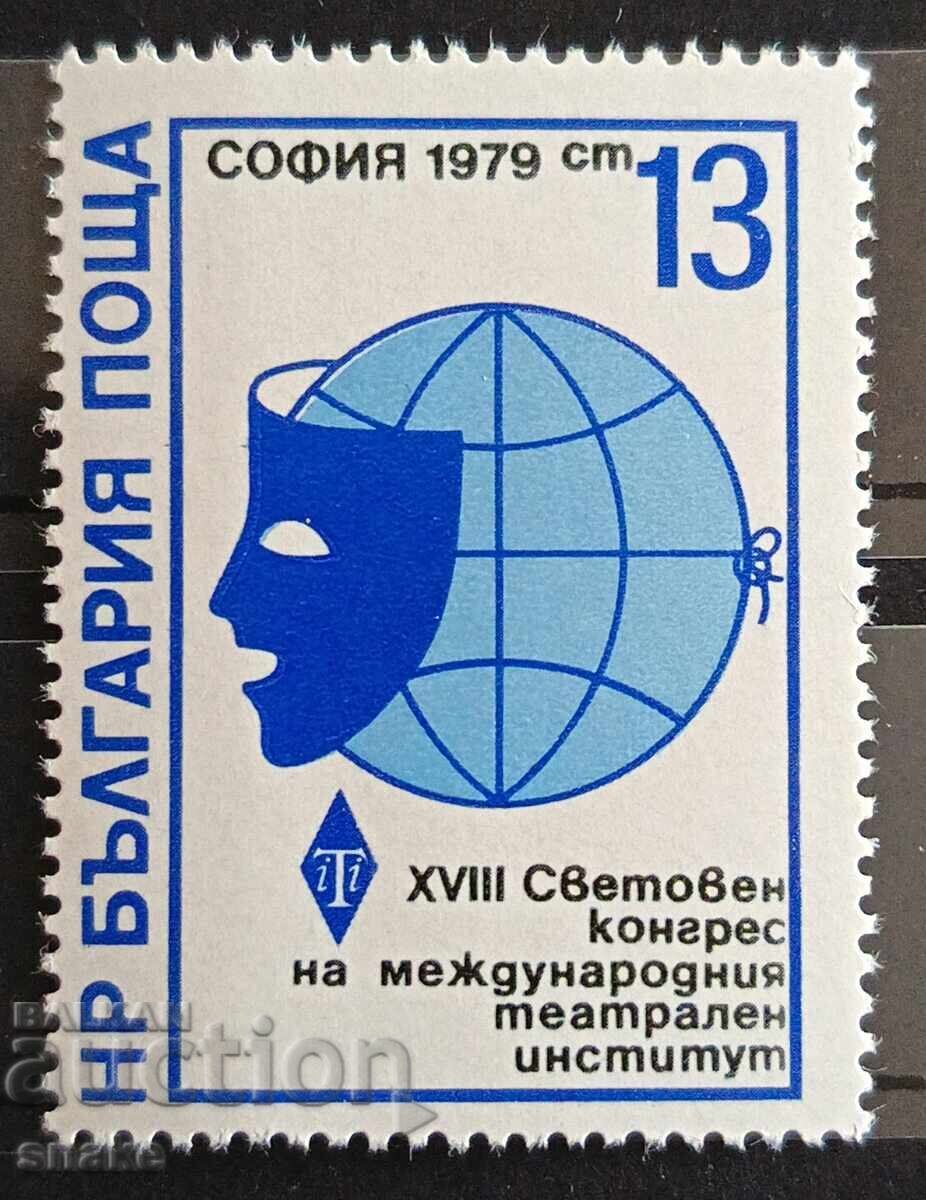 СОФИЯ 1979 ст 13
НР БЪЛГАРИЯ ПОЩА
iTi
XVIII Световен
конгрес
на международния
театрален
институт
BALKAN
auction
snake